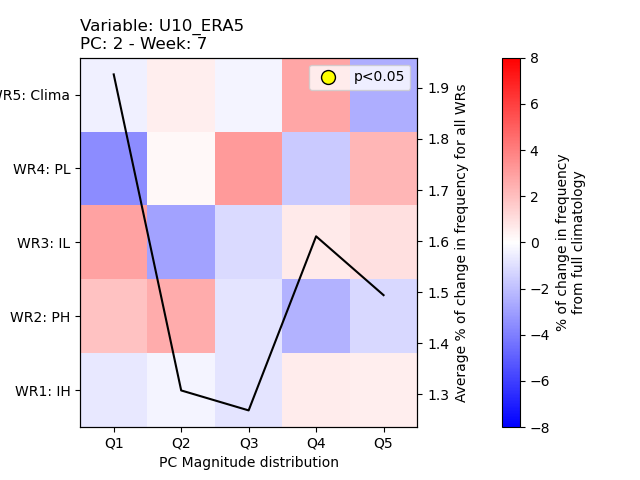 Variable: U10_ERA5
PC: 2 - Week: 7
p<0.05
WR4: PL
WR3: IL
WR2: PH
WR1: IH
Q1 Q2 Q3 Q4 Q5
PC Magnitude distribution
1.9
1.8
1.7
1.6
1.5
1.4
1.3
Average % of change in frequency for all WRs
8
6
4
2
0
−2
−4
−6
−8
% of change in frequency
from full climatology